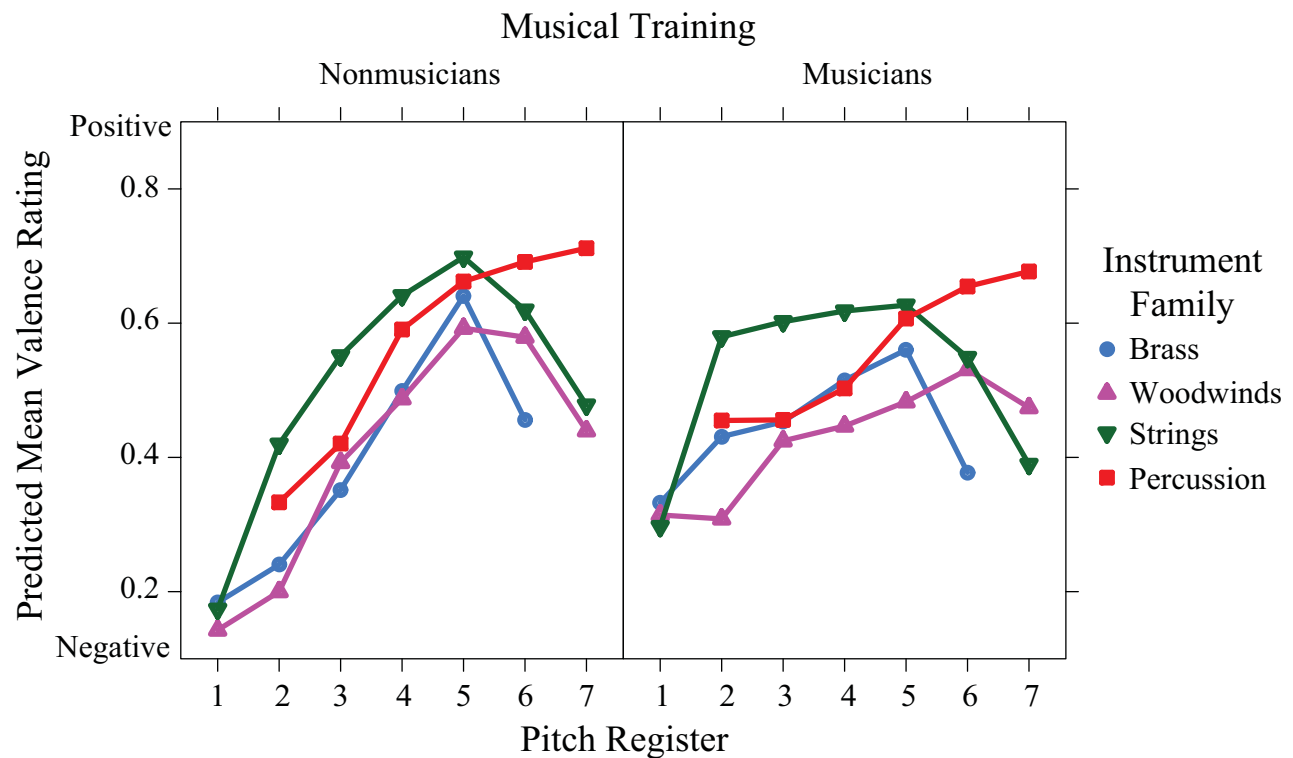 Musical Training
Nonmusicians
Musicians
Positive
0.8
0.6
0.4
0.2
Negative
Predicted Mean Valence Rating
1 2 3 4 5 6 7
1 2 3 4 5 6 7
Pitch Register
Instrument
Family
Brass
Woodwinds
Strings
Percussion